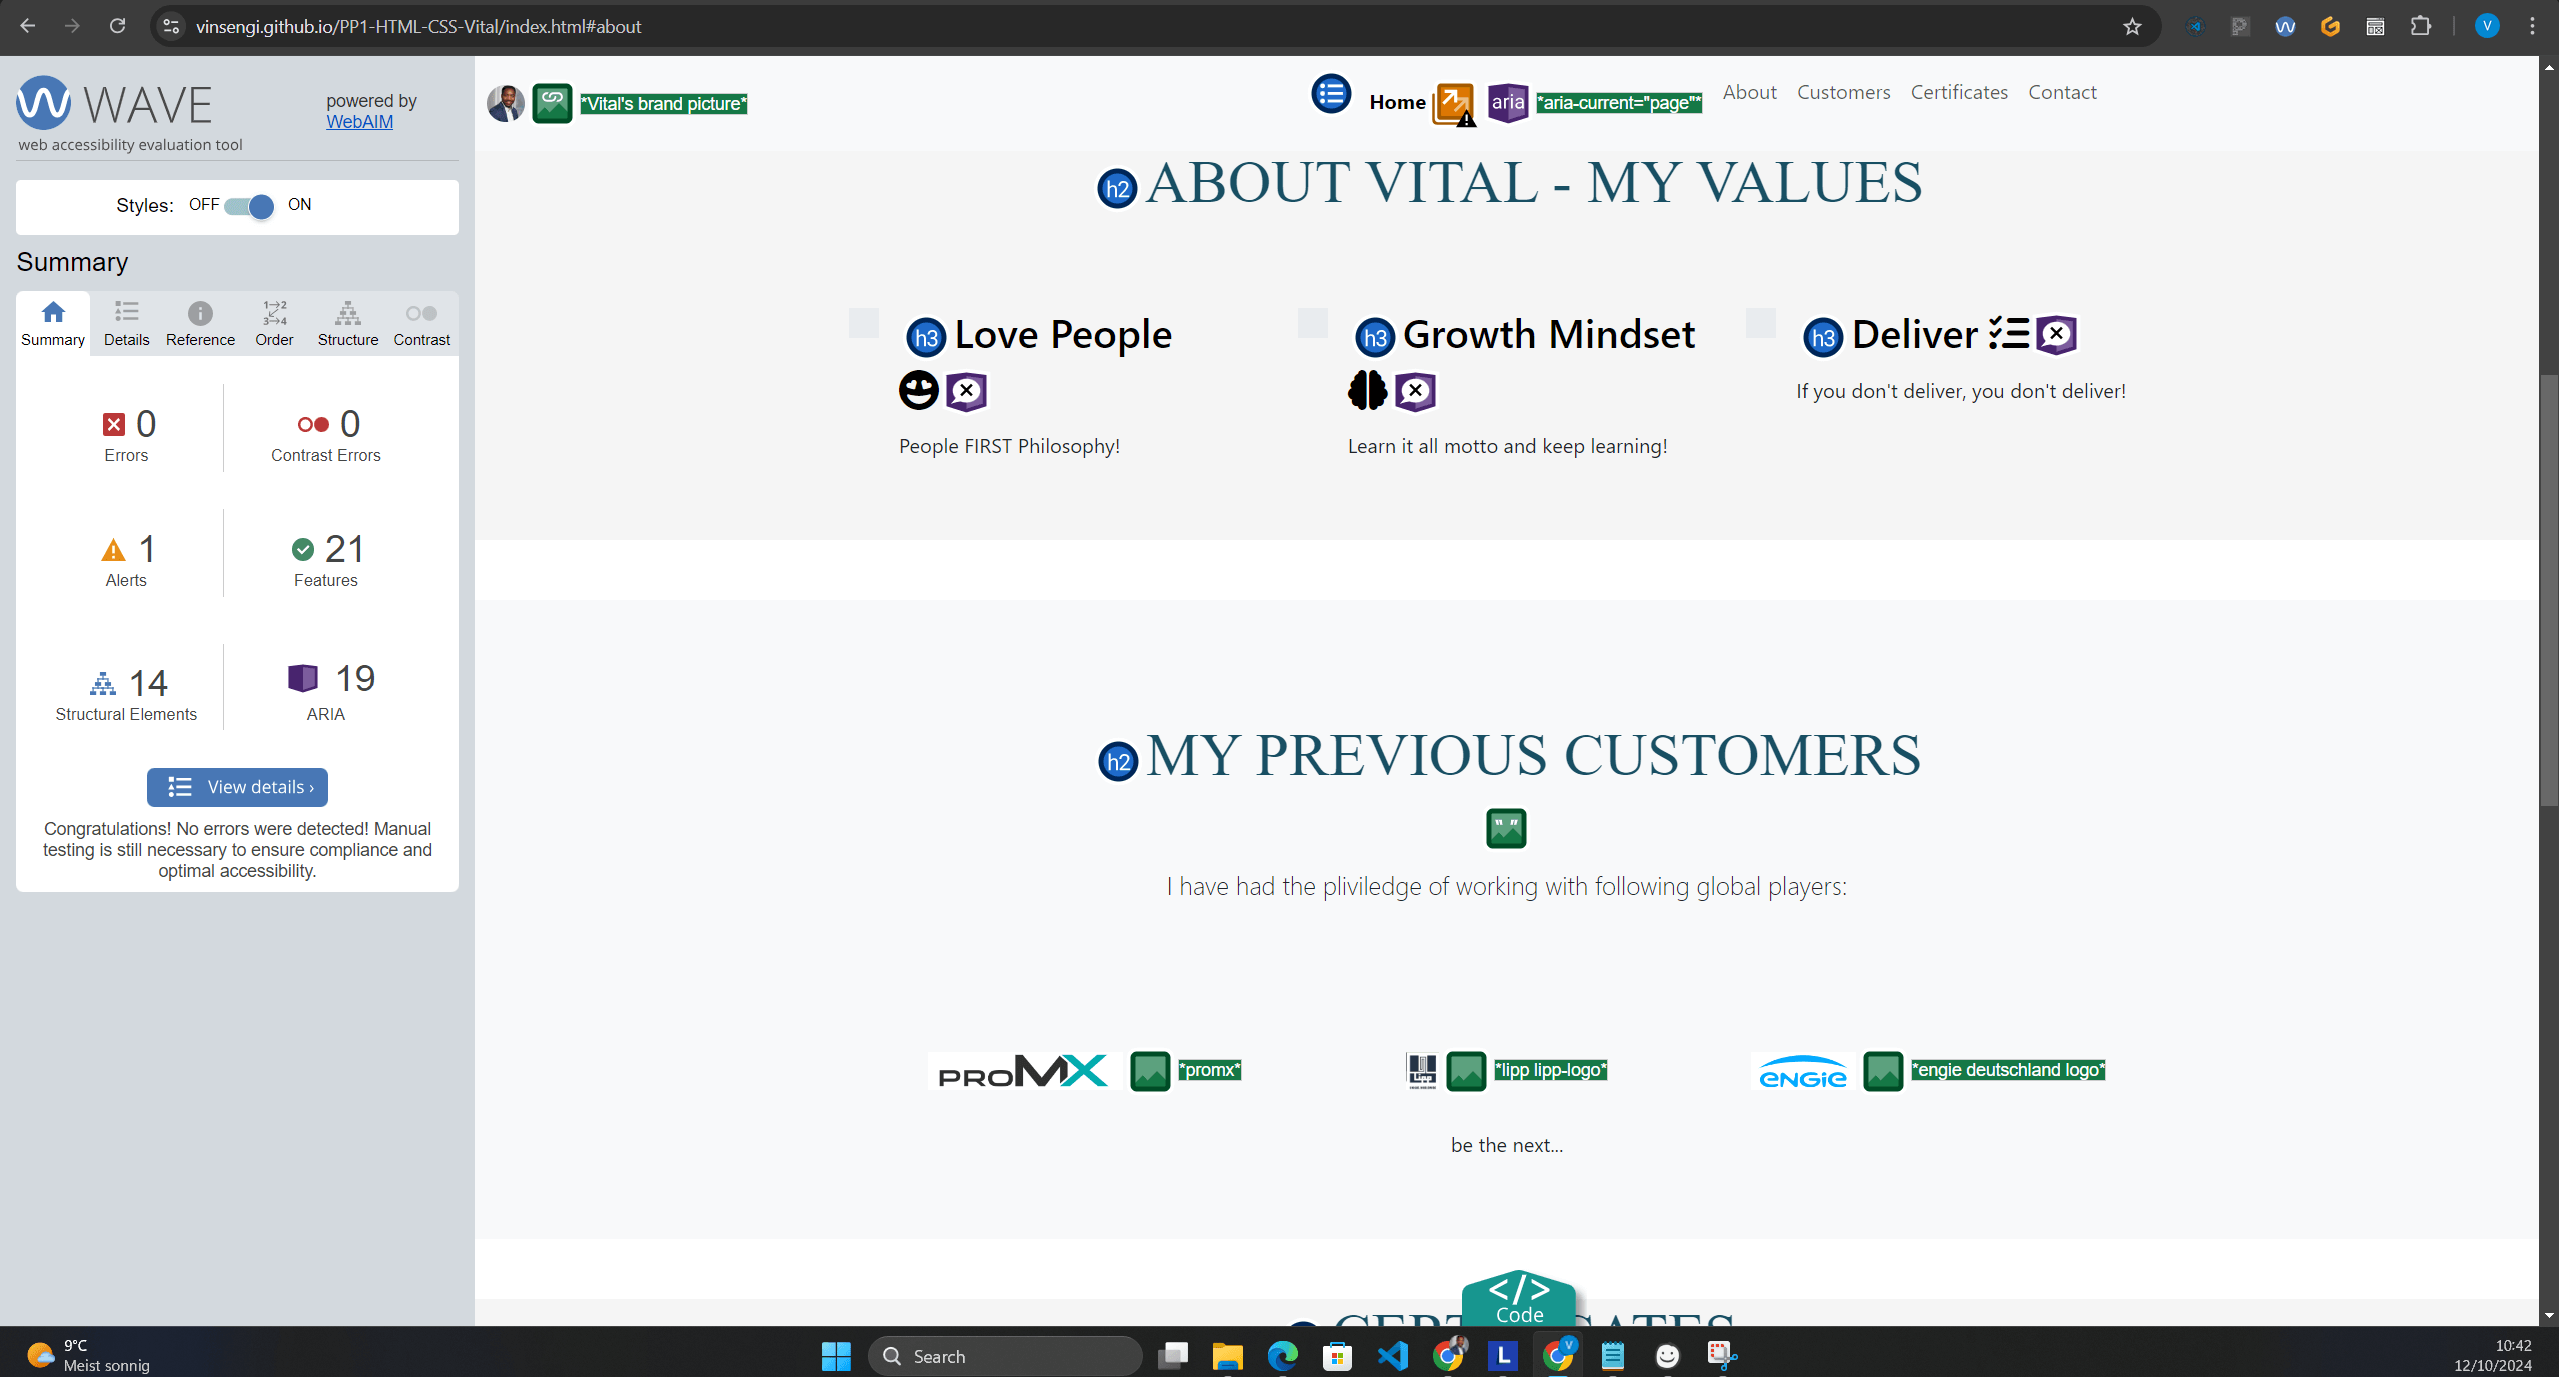 vinsengi.github.io/PP1-HTML-CSS-Vital/index.html#about
V
WAVE
web accessibility evaluation tool
powered by
WebAIM
Styles: OFF ON
Summary
Summary Details Reference Order Structure Contrast
0
Errors
0
Contrast Errors
1
Alerts
21
Features
14
Structural Elements
19
ARIA
View details ›
Congratulations! No errors were detected! Manual
testing is still necessary to ensure compliance and
optimal accessibility.
*Vital's brand picture*
Home aria *aria-current="page"* About Customers Certificates Contact
h2 ABOUT VITAL - MY VALUES
h3 Love People
People FIRST Philosophy!
h3 Growth Mindset
Learn it all motto and keep learning!
h3 Deliver
If you don't deliver, you don't deliver!
h2 MY PREVIOUS CUSTOMERS
I have had the pliviledge of working with following global players:
PROMX *promx*
Lipp *lipp lipp-logo*
ENGIE *engie deutschland logo*
be the next...
</>
Code
9°C
Meist sonnig
Search
L
V
10:42
12/10/2024